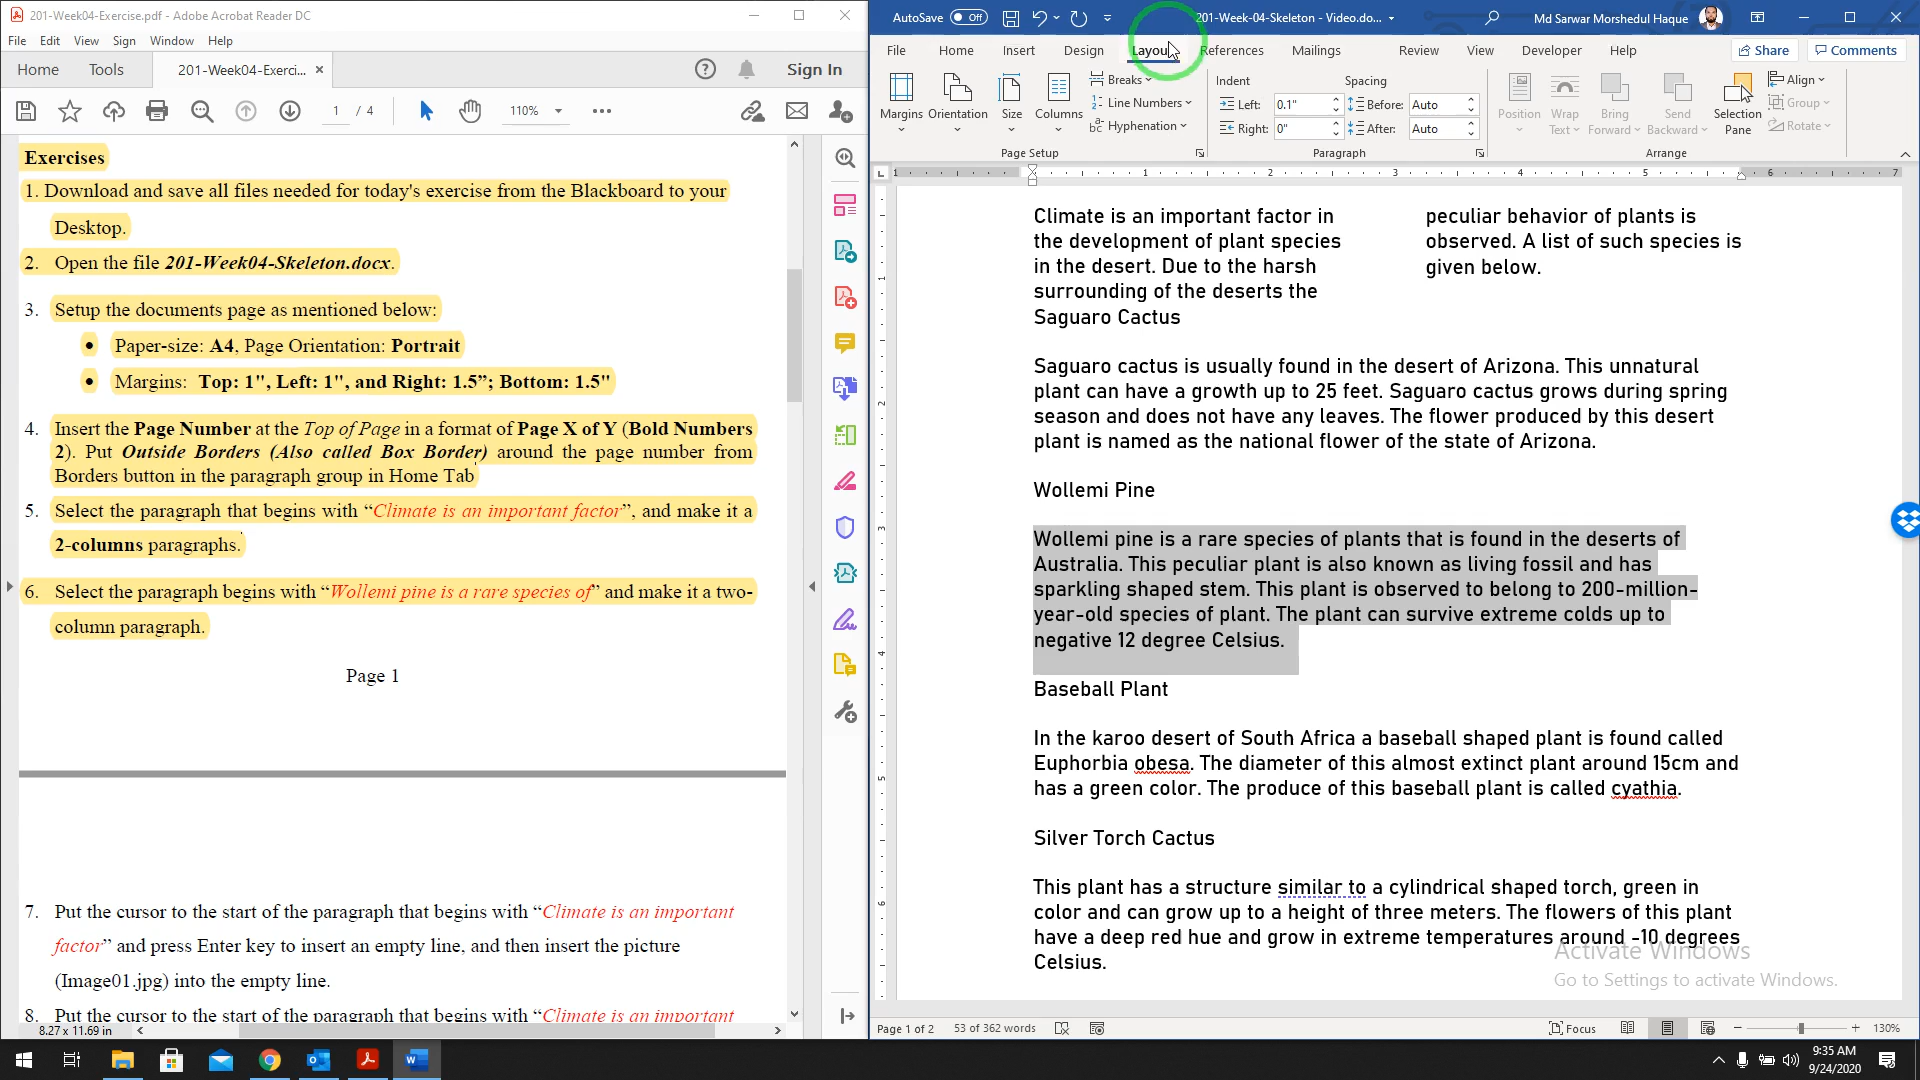 201-Week04-Exercise.pdf - Adobe Acrobat Reader DC
File Edit View Sign Window Help
Home Tools 201-Week04-Exerci... × Sign In
1 / 4 110%
Exercises
1. Download and save all files needed for today's exercise from the Blackboard to your
Desktop.
2. Open the file 201-Week04-Skeleton.docx.
3. Setup the documents page as mentioned below:
• Paper-size: A4, Page Orientation: Portrait
• Margins: Top: 1", Left: 1", and Right: 1.5”; Bottom: 1.5"
4. Insert the Page Number at the Top of Page in a format of Page X of Y (Bold Numbers
2). Put Outside Borders (Also called Box Border) around the page number from
Borders button in the paragraph group in Home Tab
5. Select the paragraph that begins with “Climate is an important factor”, and make it a
2-columns paragraphs.
6. Select the paragraph begins with “Wollemi pine is a rare species of” and make it a two-
column paragraph.
Page 1
7. Put the cursor to the start of the paragraph that begins with “Climate is an important
factor” and press Enter key to insert an empty line, and then insert the picture
(Image01.jpg) into the empty line.
8. Put the cursor to the start of the paragraph that begins with “Climate is an important
8.27 x 11.69 in
AutoSave Off 201-Week-04-Skeleton - Video.do... Md Sarwar Morshedul Haque
File Home Insert Design Layout References Mailings Review View Developer Help Share Comments
Margins Orientation Size Columns Breaks Line Numbers Hyphenation
Page Setup
Indent Spacing
Left: 0.1" Before: Auto
Right: 0" After: Auto
Paragraph
Position Wrap Text Bring Forward Send Backward Selection Pane Align Group Rotate
Arrange
1 1 2 3 4 5 6 7
Climate is an important factor in
the development of plant species
in the desert. Due to the harsh
surrounding of the deserts the
peculiar behavior of plants is
observed. A list of such species is
given below.
Saguaro Cactus
Saguaro cactus is usually found in the desert of Arizona. This unnatural
plant can have a growth up to 25 feet. Saguaro cactus grows during spring
season and does not have any leaves. The flower produced by this desert
plant is named as the national flower of the state of Arizona.
Wollemi Pine
Wollemi pine is a rare species of plants that is found in the deserts of
Australia. This peculiar plant is also known as living fossil and has
sparkling shaped stem. This plant is observed to belong to 200-million-
year-old species of plant. The plant can survive extreme colds up to
negative 12 degree Celsius.
Baseball Plant
In the karoo desert of South Africa a baseball shaped plant is found called
Euphorbia obesa. The diameter of this almost extinct plant around 15cm and
has a green color. The produce of this baseball plant is called cyathia.
Silver Torch Cactus
This plant has a structure similar to a cylindrical shaped torch, green in
color and can grow up to a height of three meters. The flowers of this plant
have a deep red hue and grow in extreme temperatures around -10 degrees
Celsius.
Activate Windows
Go to Settings to activate Windows.
Page 1 of 2 53 of 362 words Focus 130%
9:35 AM
9/24/2020